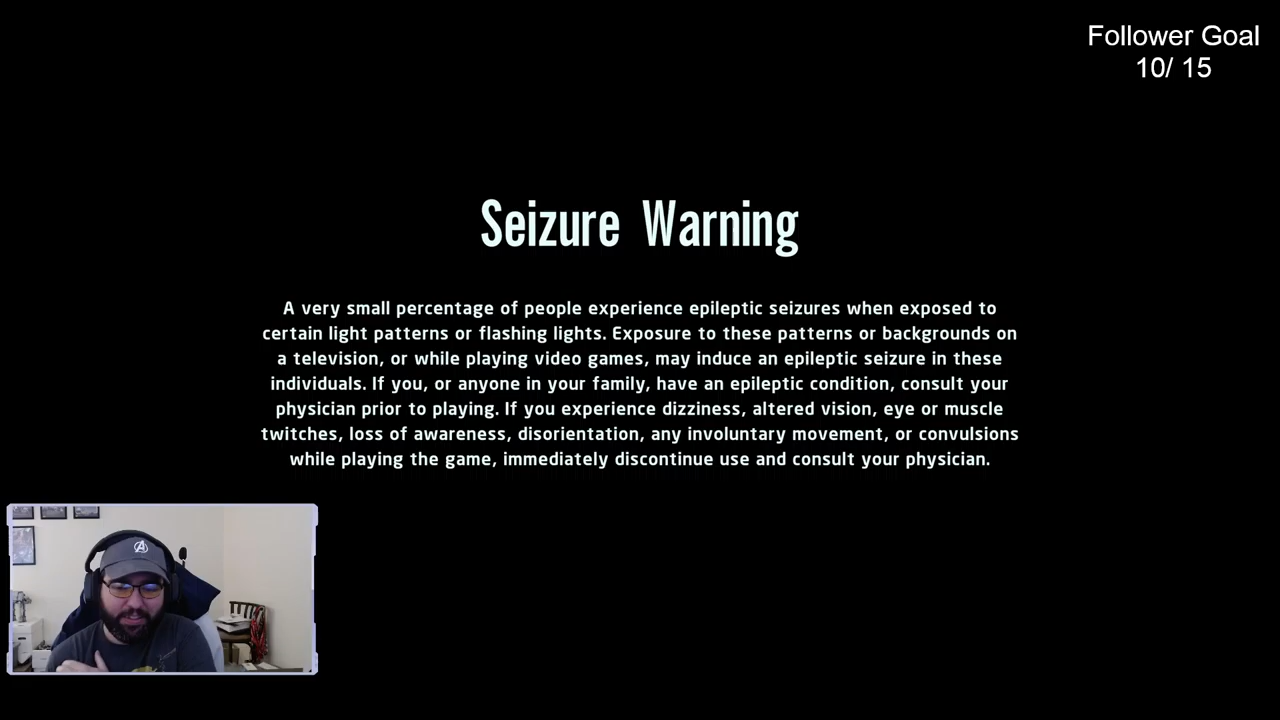 Follower Goal
10/ 15
Seizure Warning
A very small percentage of people experience epileptic seizures when exposed to
certain light patterns or flashing lights. Exposure to these patterns or backgrounds on
a television, or while playing video games, may induce an epileptic seizure in these
individuals. If you, or anyone in your family, have an epileptic condition, consult your
physician prior to playing. If you experience dizziness, altered vision, eye or muscle
twitches, loss of awareness, disorientation, any involuntary movement, or convulsions
while playing the game, immediately discontinue use and consult your physician.